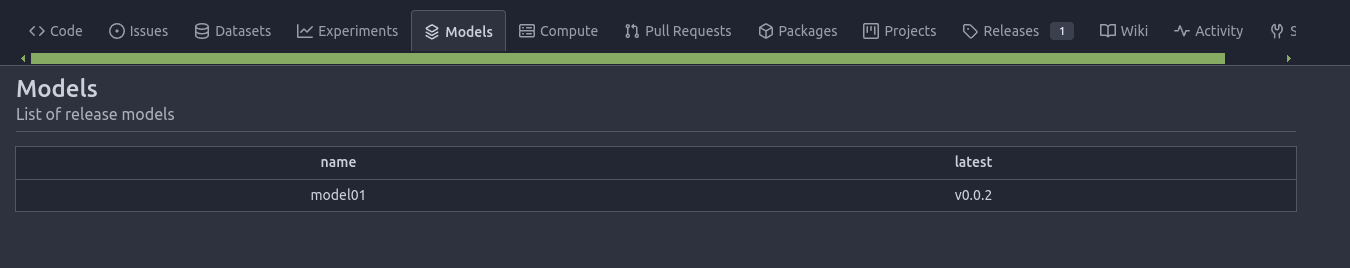 Code Issues Datasets Experiments Models Compute Pull Requests Packages Projects Releases 1 Wiki Activity S
Models
List of release models
name latest
model01 v0.0.2